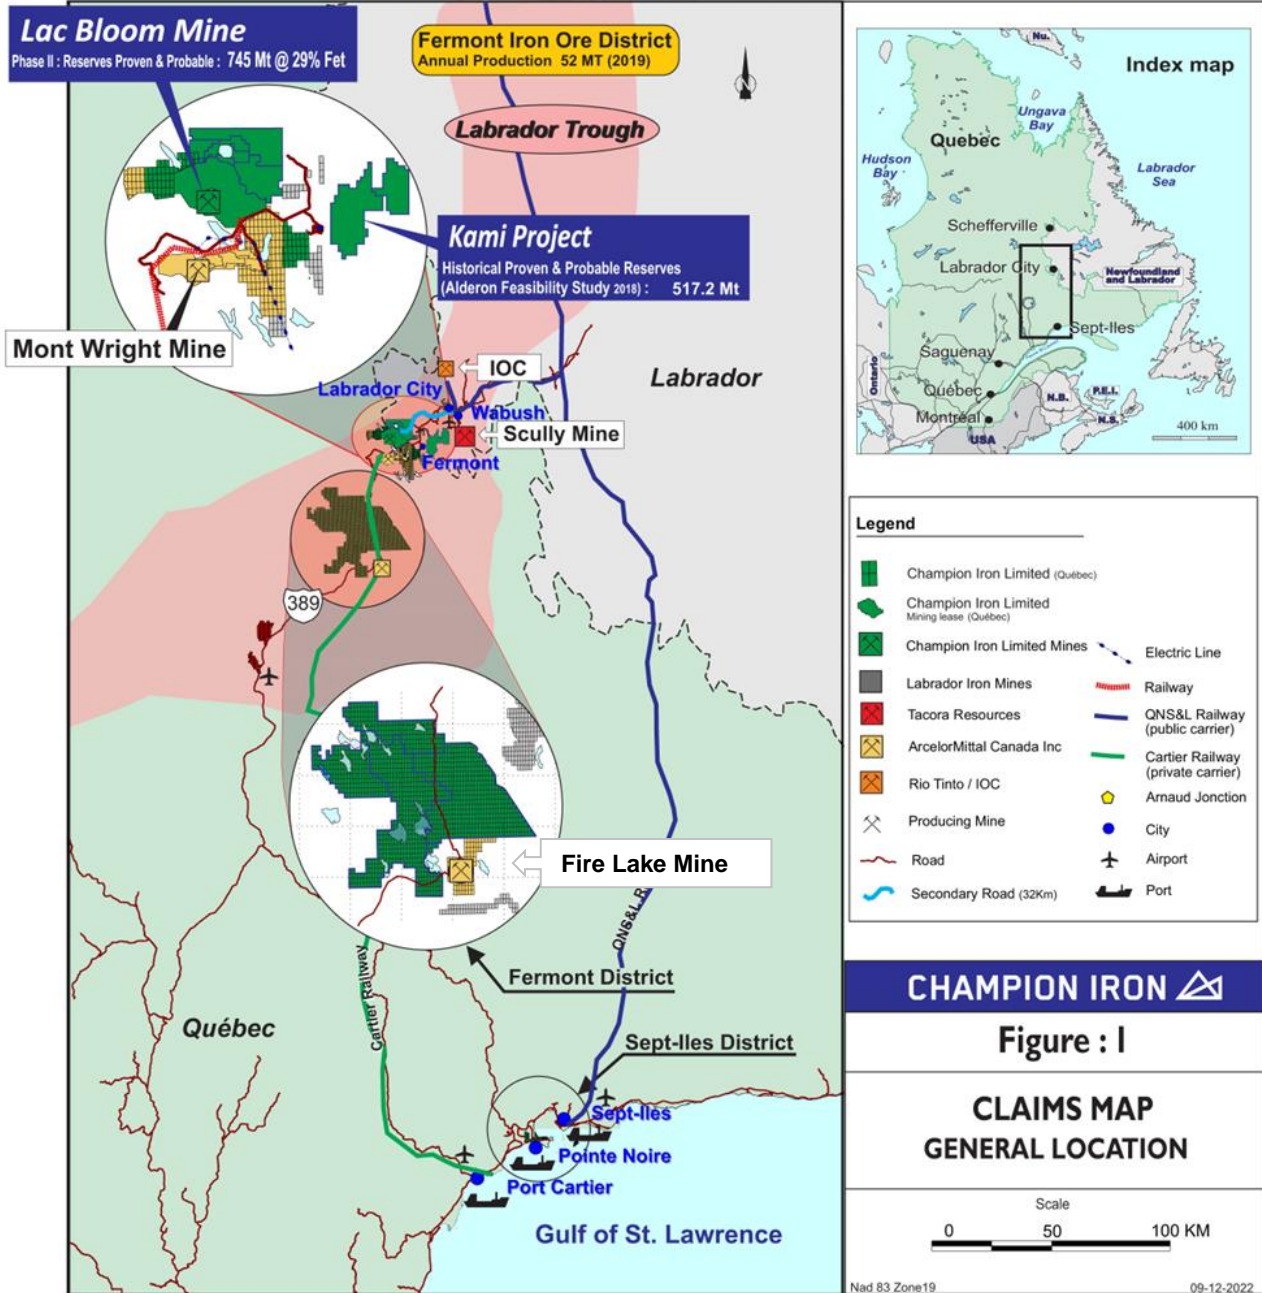 Lac Bloom Mine
Phase II : Reserves Proven & Probable : 745 Mt @ 29% Fet
Fermont Iron Ore District
Annual Production 52 MT (2019)
Labrador Trough
Kami Project
Historical Proven & Probable Reserves
(Alderon Feasibility Study 2018) : 517.2 Mt
Mont Wright Mine
IOC
Labrador City
Wabush
Scully Mine
Fermont
Labrador
389
Fire Lake Mine
QNS&L R
Cartier Railway
Fermont District
Québec
Sept-Iles District
Sept-Iles
Pointe Noire
Port Cartier
Gulf of St. Lawrence
Index map
Nu.
Ungava
Bay
Quebec
Hudson
Bay
Labrador
Sea
Schefferville
Labrador City
Newfoundland
and Labrador
Sept-Iles
Saguenay
Ontario
Québec
N.B.
P.E.I.
N.S.
Montréal
USA
400 km
Legend
Champion Iron Limited (Québec)
Champion Iron Limited
Mining lease (Québec)
Champion Iron Limited Mines
Labrador Iron Mines
Tacora Resources
ArcelorMittal Canada Inc
Rio Tinto / IOC
Producing Mine
Road
Secondary Road (32Km)
Electric Line
Railway
QNS&L Railway
(public carrier)
Cartier Railway
(private carrier)
Arnaud Jonction
City
Airport
Port
CHAMPION IRON
Figure : 1
CLAIMS MAP
GENERAL LOCATION
Scale
0 50 100 KM
Nad 83 Zone19
09-12-2022